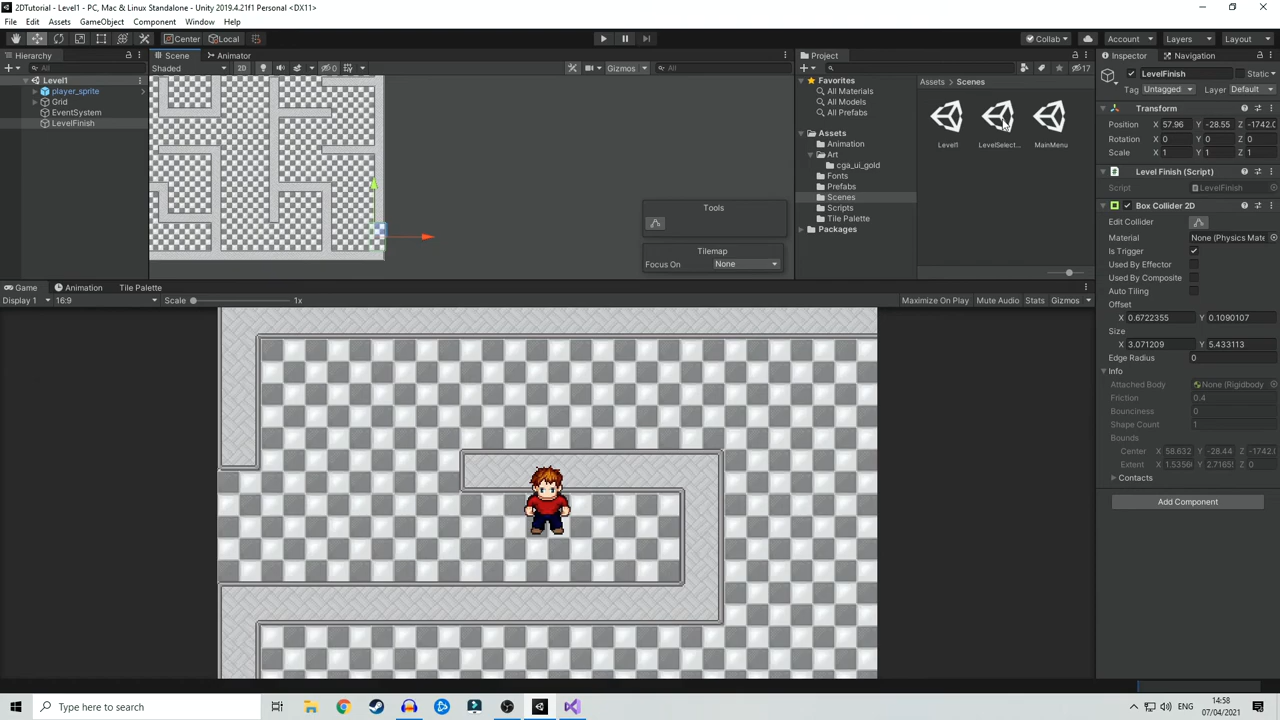 2DTutorial - Level1 - PC, Mac & Linux Standalone - Unity 2019.4.21f1 Personal <DX11>
File Edit Assets GameObject Component Window Help
Center Local Collab Account Layers Layout
Hierarchy Scene Animator Project Inspector Navigation
All Shaded 2D 0 Gizmos All 17
Level1
player_sprite
Grid
EventSystem
LevelFinish
Tools
Tilemap
Focus On None
Favorites
All Materials
All Models
All Prefabs
Assets
Animation
Art
cga_ui_gold
Fonts
Prefabs
Scenes
Scripts
Tile Palette
Packages
Assets > Scenes
Level1 LevelSelect... MainMenu
LevelFinish Static
Tag Untagged Layer Default
Transform
Position X 57.96 Y -28.55 Z -1742.0
Rotation X 0 Y 0 Z 0
Scale X 1 Y 1 Z 1
Level Finish (Script)
Script LevelFinish
Box Collider 2D
Edit Collider
Material None (Physics Mate
Is Trigger
Used By Effector
Used By Composite
Auto Tiling
Offset
X 0.6722355 Y 0.1090107
Size
X 3.071209 Y 5.433113
Edge Radius 0
Info
Attached Body None (Rigidbody
Friction 0.4
Bounciness 0
Shape Count 1
Bounds
Center X 58.632 Y -28.44 Z -1742.0
Extent X 1.5356 Y 2.7165 Z 0
Contacts
Add Component
Game Animation Tile Palette
Display 1 16:9 Scale 1x Maximize On Play Mute Audio Stats Gizmos
Type here to search
14:58
07/04/2021